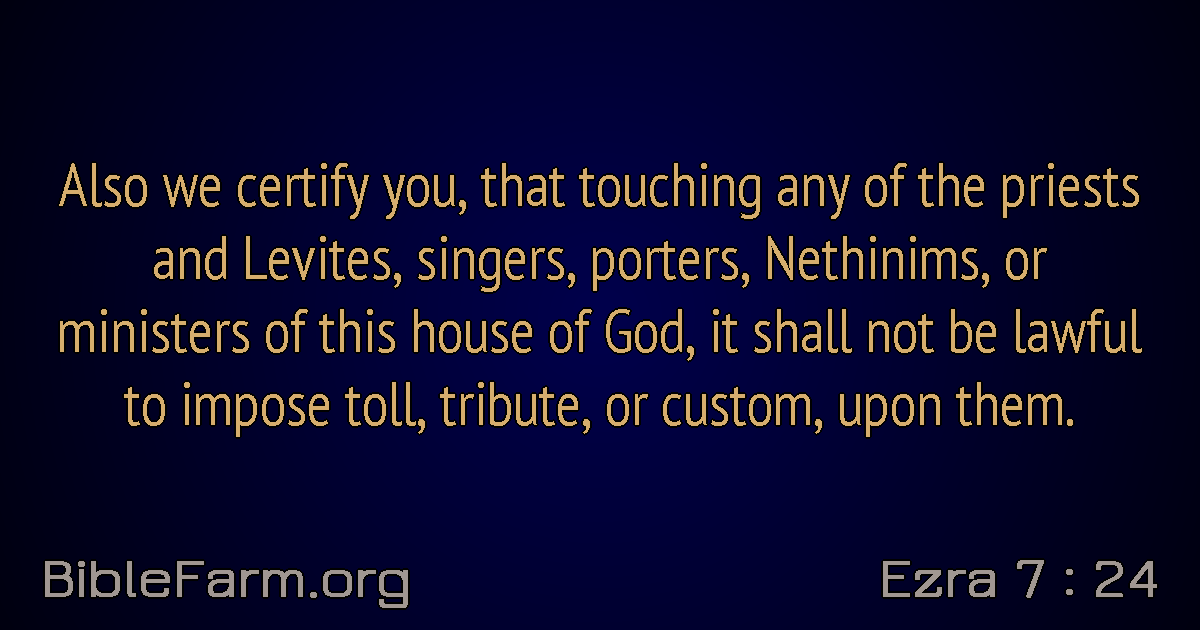 Also we certify you, that touching any of the priests
and Levites, singers, porters, Nethinims, or
ministers of this house of God, it shall not be lawful
to impose toll, tribute, or custom, upon them.
BibleFarm.org
Ezra 7 : 24